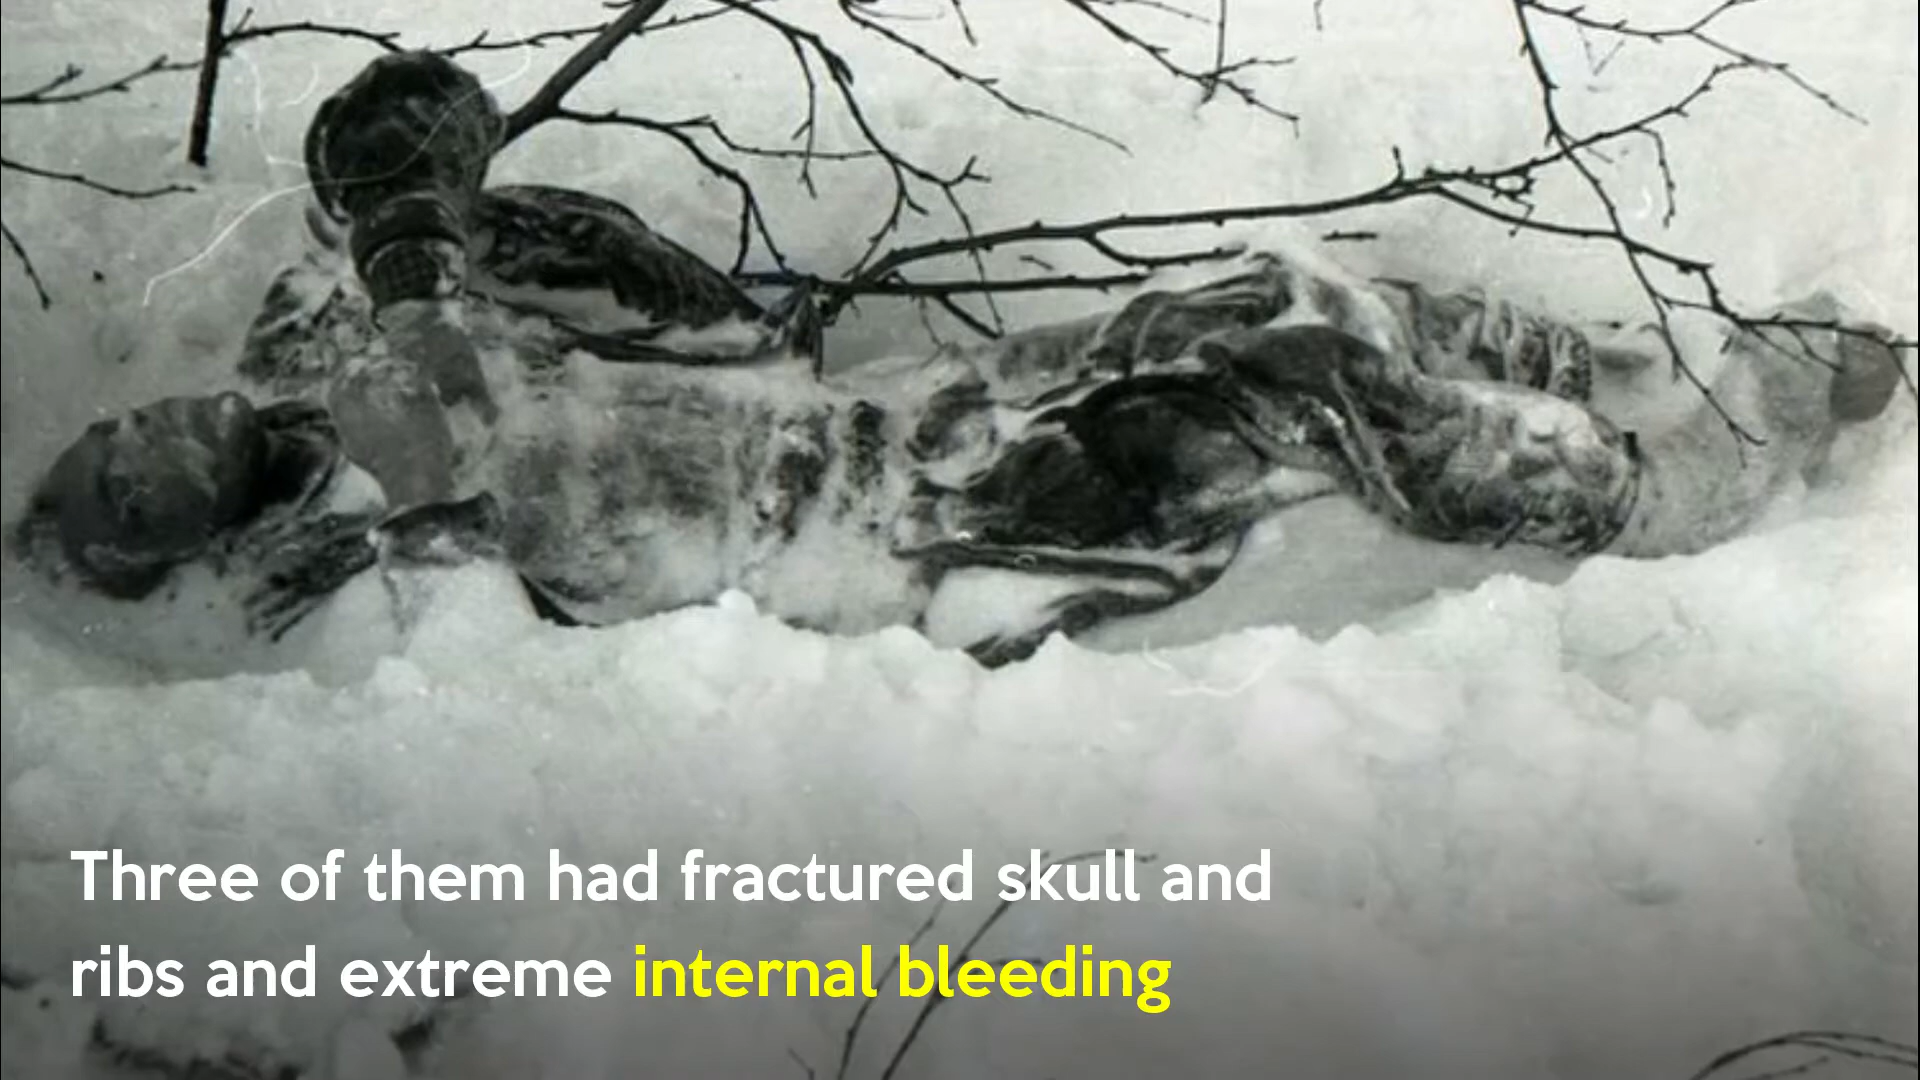 Three of them had fractured skull and
ribs and extreme internal bleeding